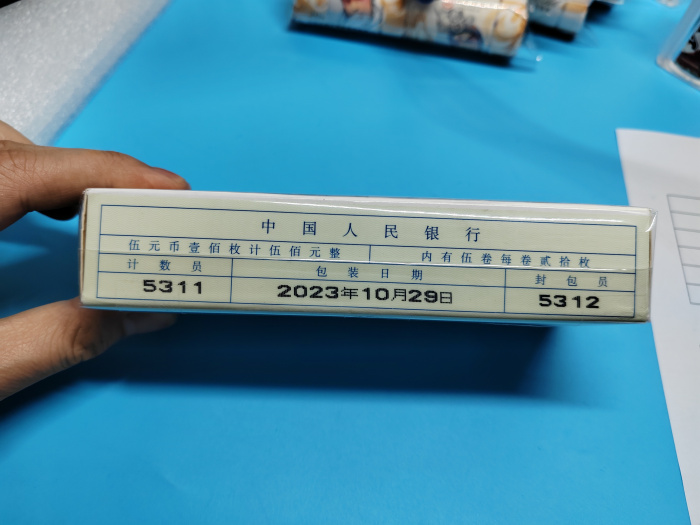 中国人民银行
伍元币壹佰枚计伍佰元整 内有伍卷每卷贰拾枚
计数员 包装日期 封包员
5311 2023年10月29日 5312